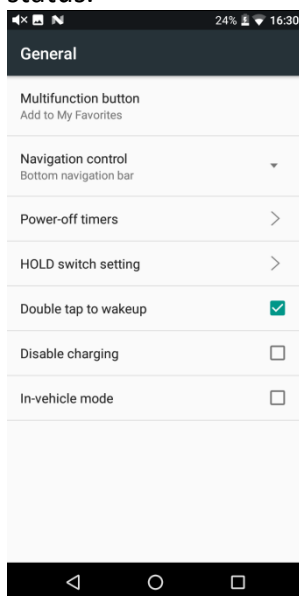 status.
24% 16:30
General
Multifunction button
Add to My Favorites
Navigation control
Bottom navigation bar
Power-off timers
HOLD switch setting
Double tap to wakeup
Disable charging
In-vehicle mode